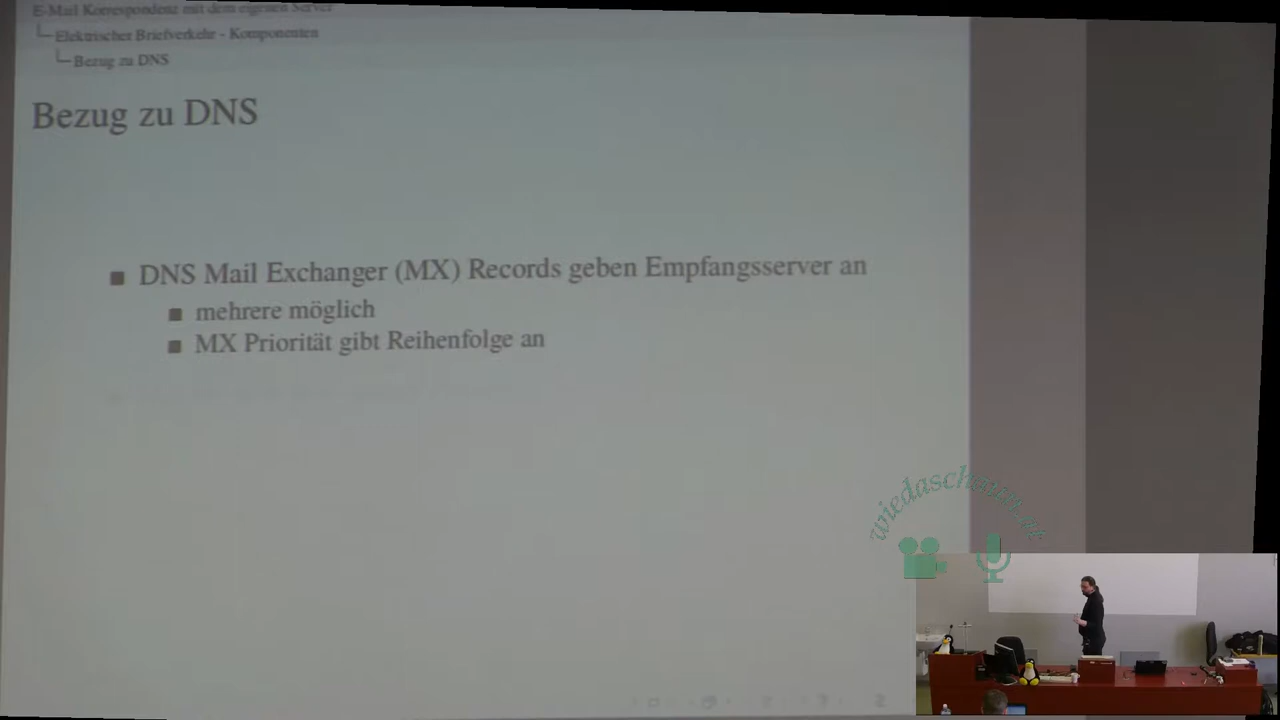 E-Mail Korrespondenz mit dem eigenen Server
Elektrischer Briefverkehr - Komponenten
Bezug zu DNS
Bezug zu DNS
DNS Mail Exchanger (MX) Records geben Empfangsserver an
mehrere möglich
MX Priorität gibt Reihenfolge an
wiedaschauen.at